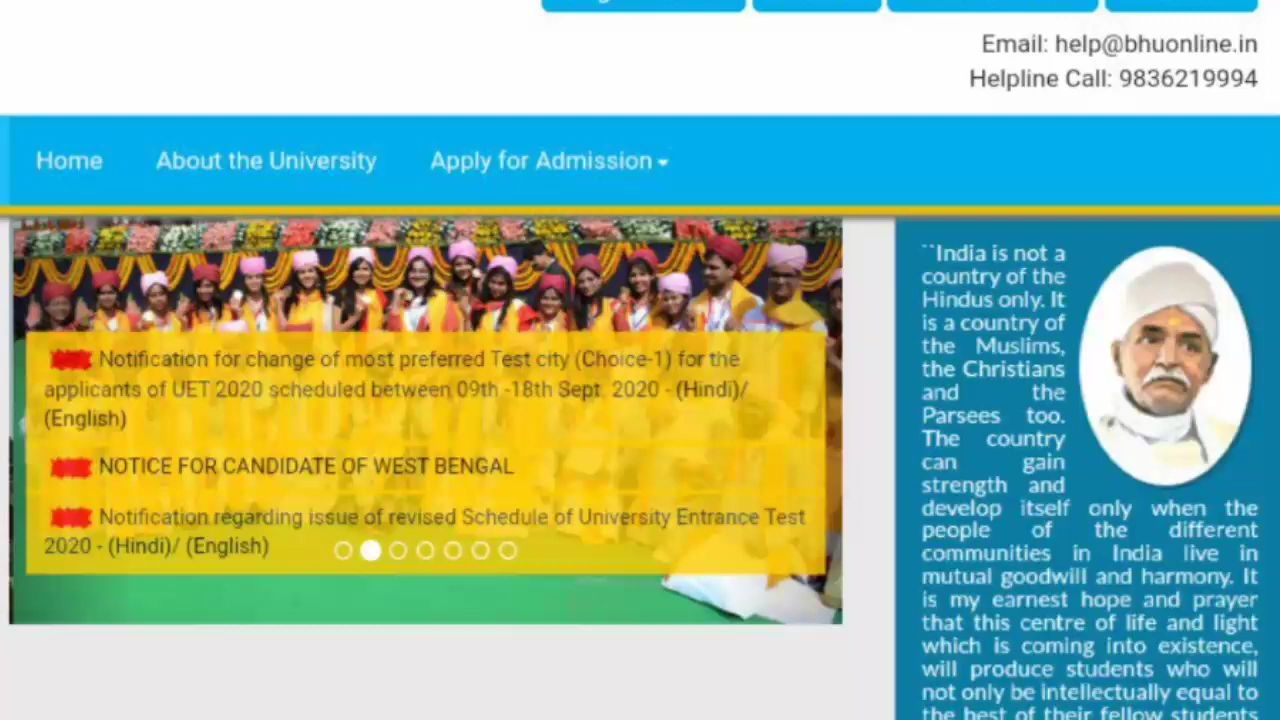 Email: help@bhuonline.in
Helpline Call: 9836219994
Home About the University Apply for Admission
Notification for change of most preferred Test city (Choice-1) for the
applicants of UET 2020 scheduled between 09th -18th Sept. 2020 - (Hindi)/
(English)
NOTICE FOR CANDIDATE OF WEST BENGAL
Notification regarding issue of revised Schedule of University Entrance Test
2020 - (Hindi)/ (English)
``India is not a
country of the
Hindus only. It
is a country of
the Muslims,
the Christians
and the
Parsees too.
The country
can gain
strength and
develop itself only when the
people of the different
communities in India live in
mutual goodwill and harmony. It
is my earnest hope and prayer
that this centre of life and light
which is coming into existence,
will produce students who will
not only be intellectually equal to
the best of their fellow students